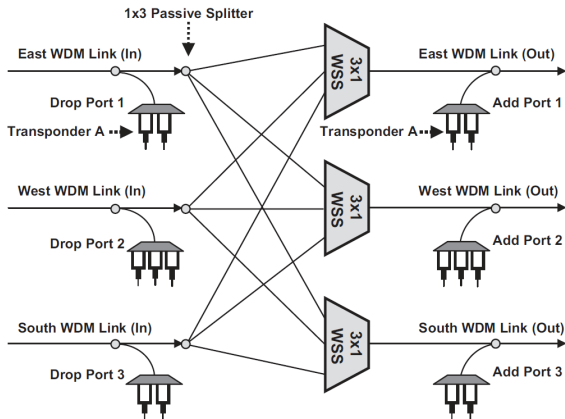 1x3 Passive Splitter
East WDM Link (In)
East WDM Link (Out)
3x1
WSS
Drop Port 1
Add Port 1
Transponder A
Transponder A
West WDM Link (In)
West WDM Link (Out)
3x1
WSS
Drop Port 2
Add Port 2
South WDM Link (In)
South WDM Link (Out)
3x1
WSS
Drop Port 3
Add Port 3